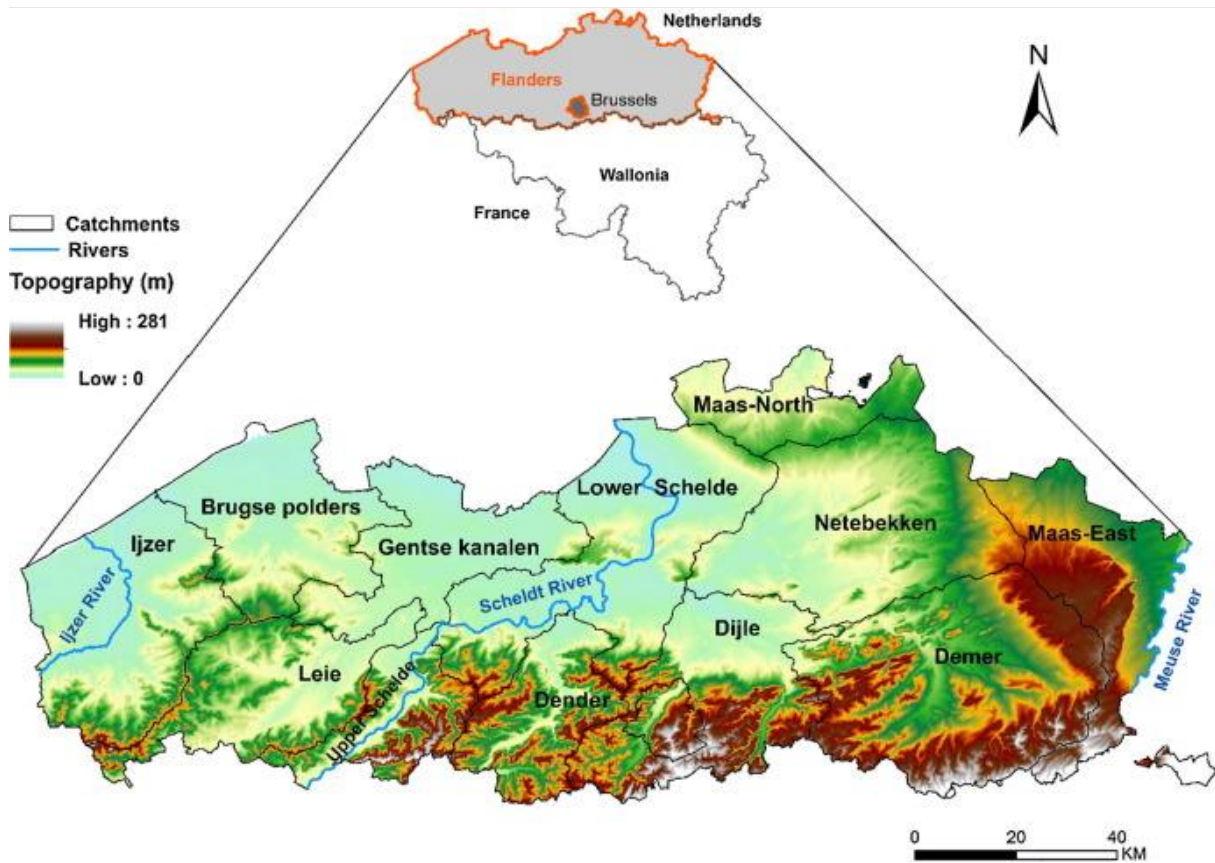 Netherlands
Flanders
Brussels
N
Wallonia
France
Catchments
Rivers
Topography (m)
High : 281
Low : 0
Maas-North
Lower Schelde
Brugse polders
Netebekken
Maas-East
Ijzer
Gentse kanalen
Ijzer River
Scheldt River
Dijle
Meuse River
Leie
Demer
Dender
Upper Schelde
0 20 40
KM